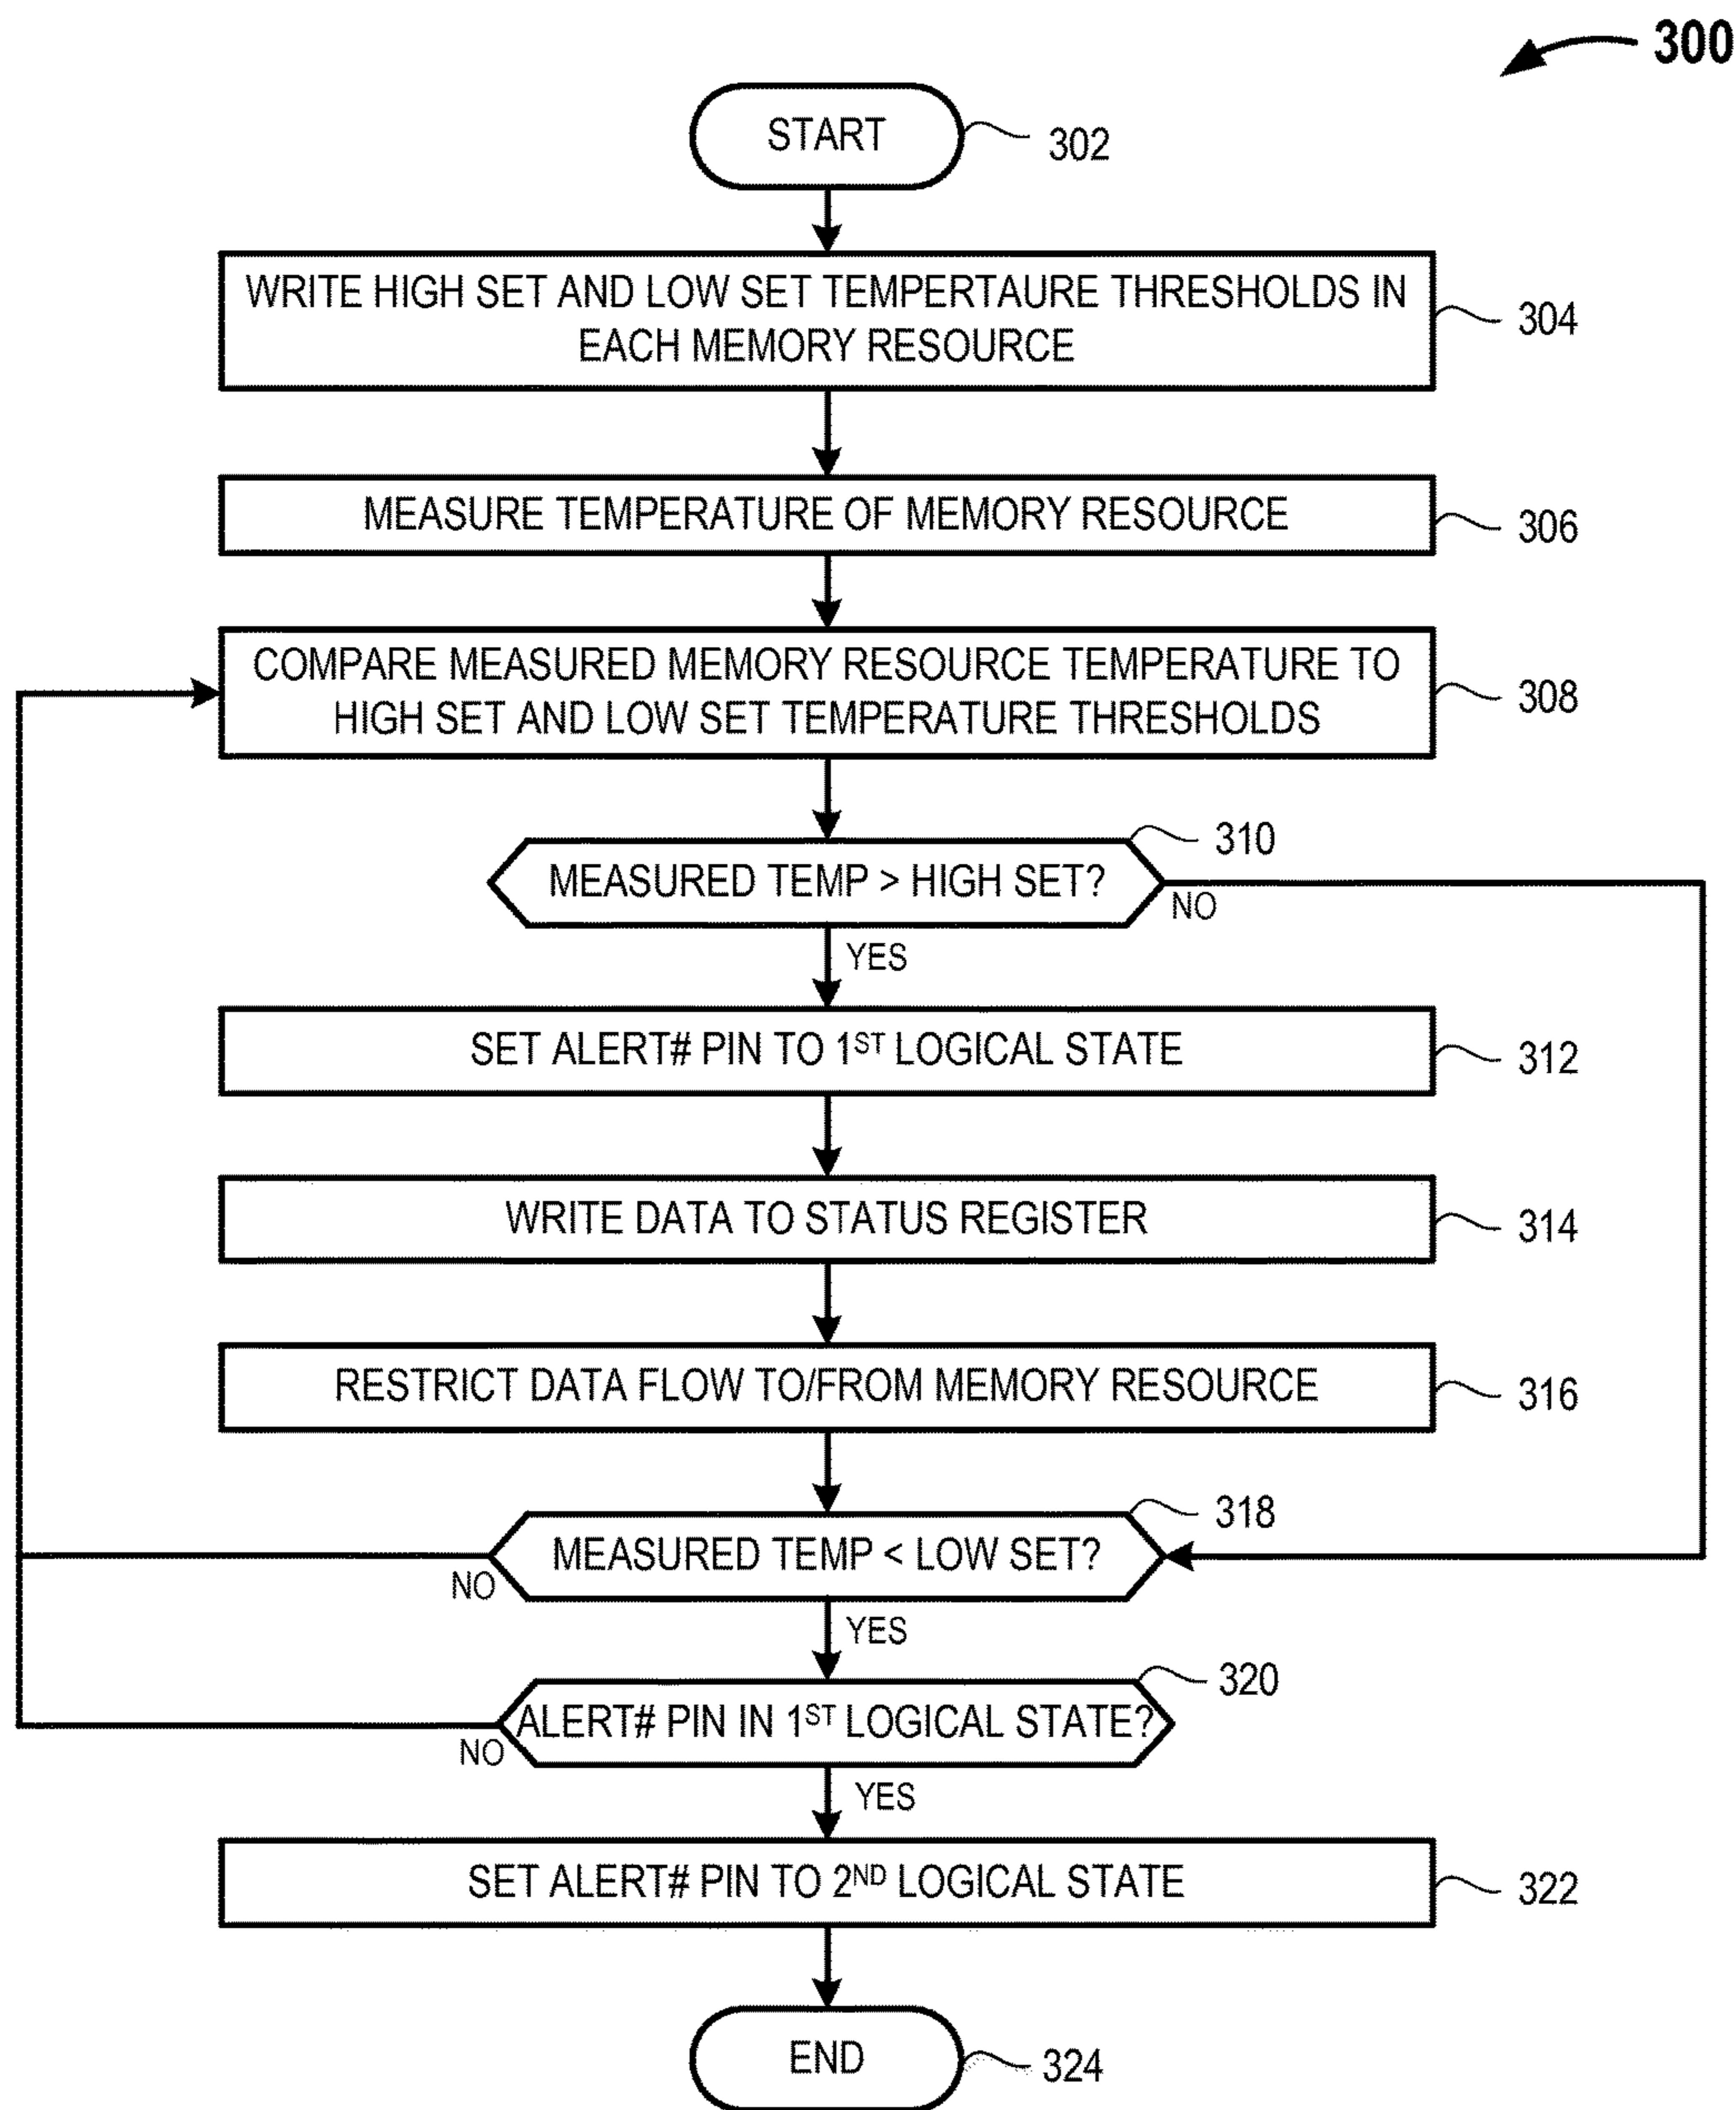 300
START
302
WRITE HIGH SET AND LOW SET TEMPERTAURE THRESHOLDS IN
EACH MEMORY RESOURCE
304
MEASURE TEMPERATURE OF MEMORY RESOURCE
306
COMPARE MEASURED MEMORY RESOURCE TEMPERATURE TO
HIGH SET AND LOW SET TEMPERATURE THRESHOLDS
308
310
MEASURED TEMP > HIGH SET?
NO
YES
SET ALERT# PIN TO 1ST LOGICAL STATE
312
WRITE DATA TO STATUS REGISTER
314
RESTRICT DATA FLOW TO/FROM MEMORY RESOURCE
316
318
MEASURED TEMP < LOW SET?
NO
YES
320
ALERT# PIN IN 1ST LOGICAL STATE?
NO
YES
SET ALERT# PIN TO 2ND LOGICAL STATE
322
END
324